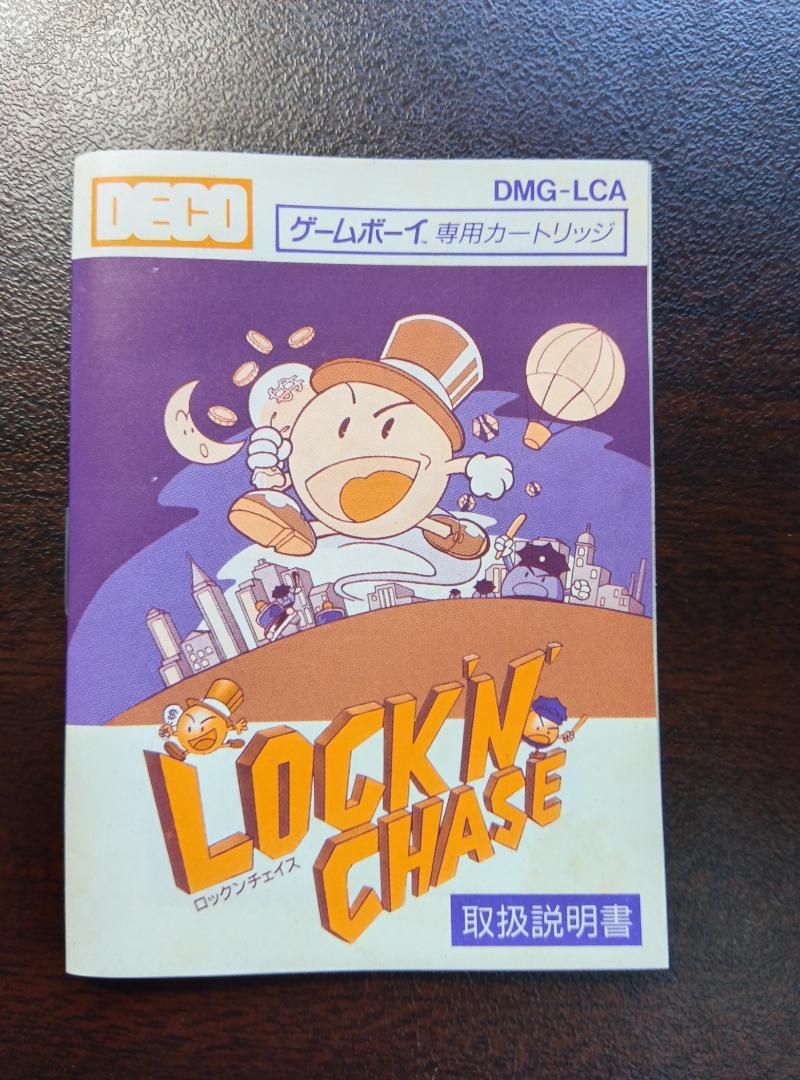 DECO
DMG-LCA
ゲームボーイ™ 専用カートリッジ
LOCK'N'
CHASE
ロックンチェイス
取扱説明書